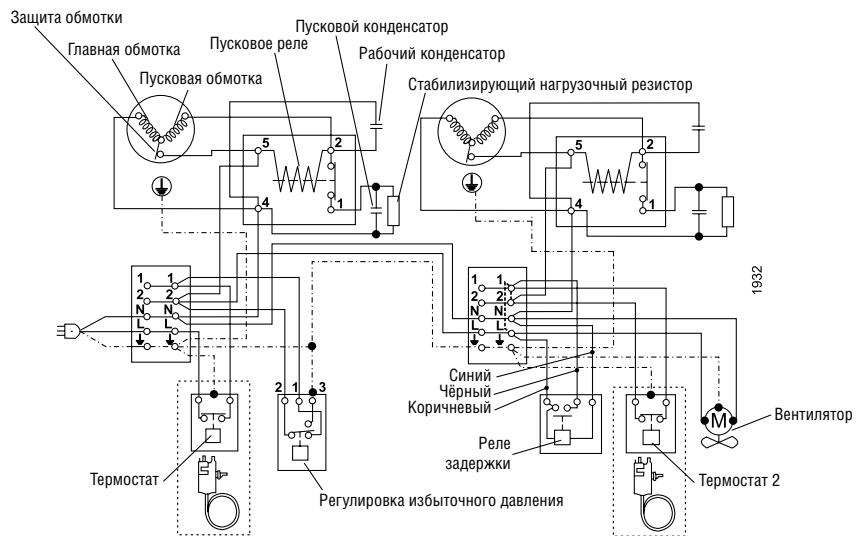 Защита обмотки
Пусковой конденсатор
Главная обмотка
Пусковое реле
Рабочий конденсатор
Пусковая обмотка
Стабилизирующий нагрузочный резистор
5
2
4
1
5
2
4
1
1932
1 1
2 2
N N
L L
1 1
2 2
N N
L L
Синий
Чёрный
Коричневый
2 1 3
M
Вентилятор
Реле
задержки
Термостат
Термостат 2
Регулировка избыточного давления